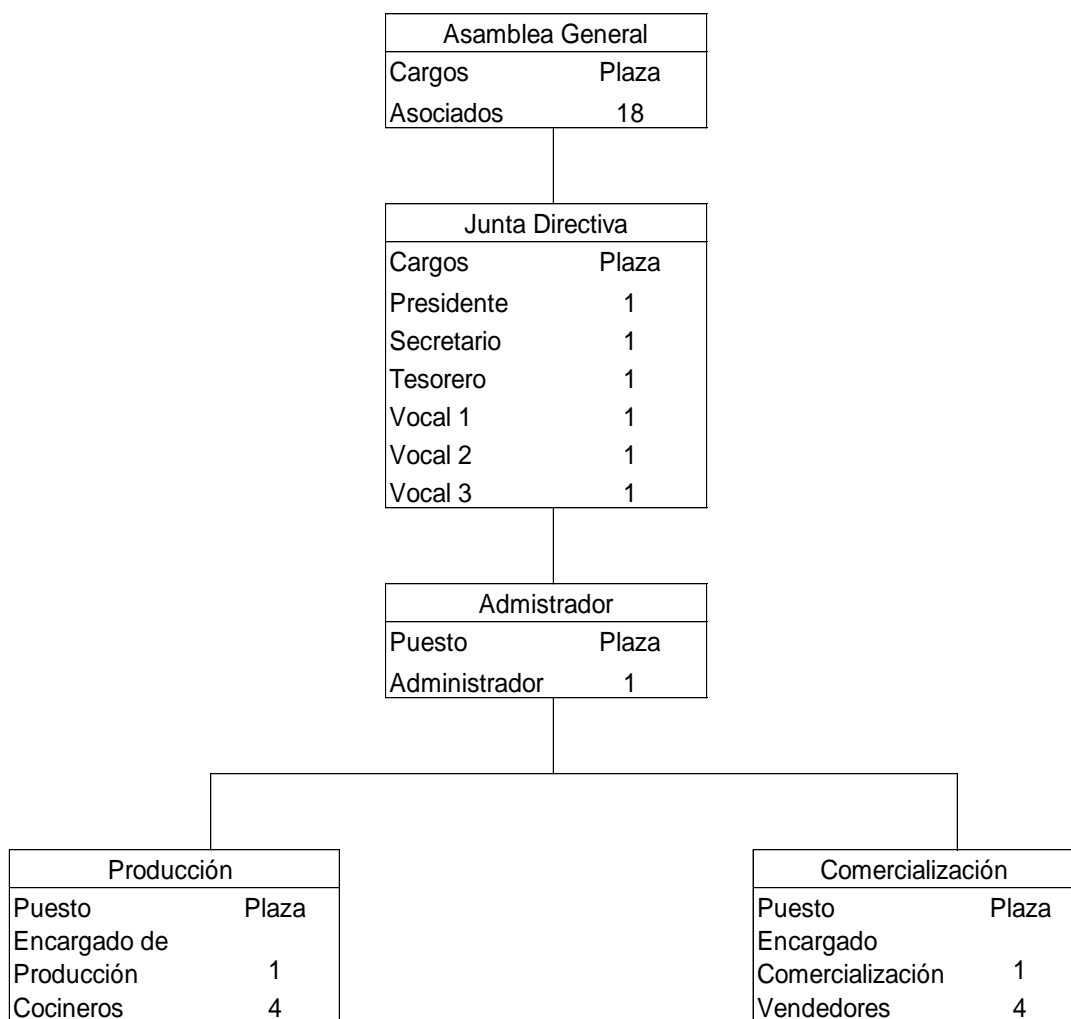 Asamblea General
Cargos Plaza
Asociados 18
Junta Directiva
Cargos Plaza
Presidente 1
Secretario 1
Tesorero 1
Vocal 1 1
Vocal 2 1
Vocal 3 1
Admistrador
Puesto Plaza
Administrador 1
Producción
Puesto Plaza
Encargado de
Producción 1
Cocineros 4
Comercialización
Puesto Plaza
Encargado
Comercialización 1
Vendedores 4